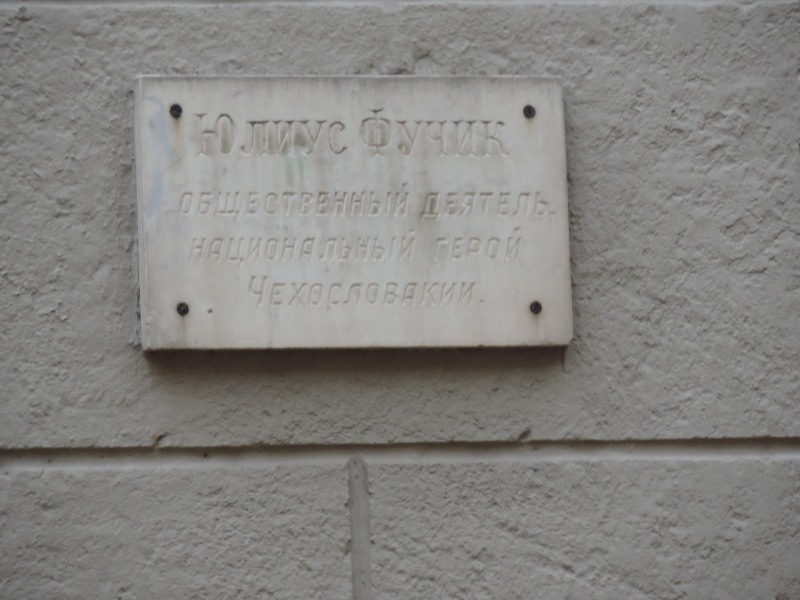 Юлиус Фучик
общественный деятель,
национальный герой
Чехословакии.